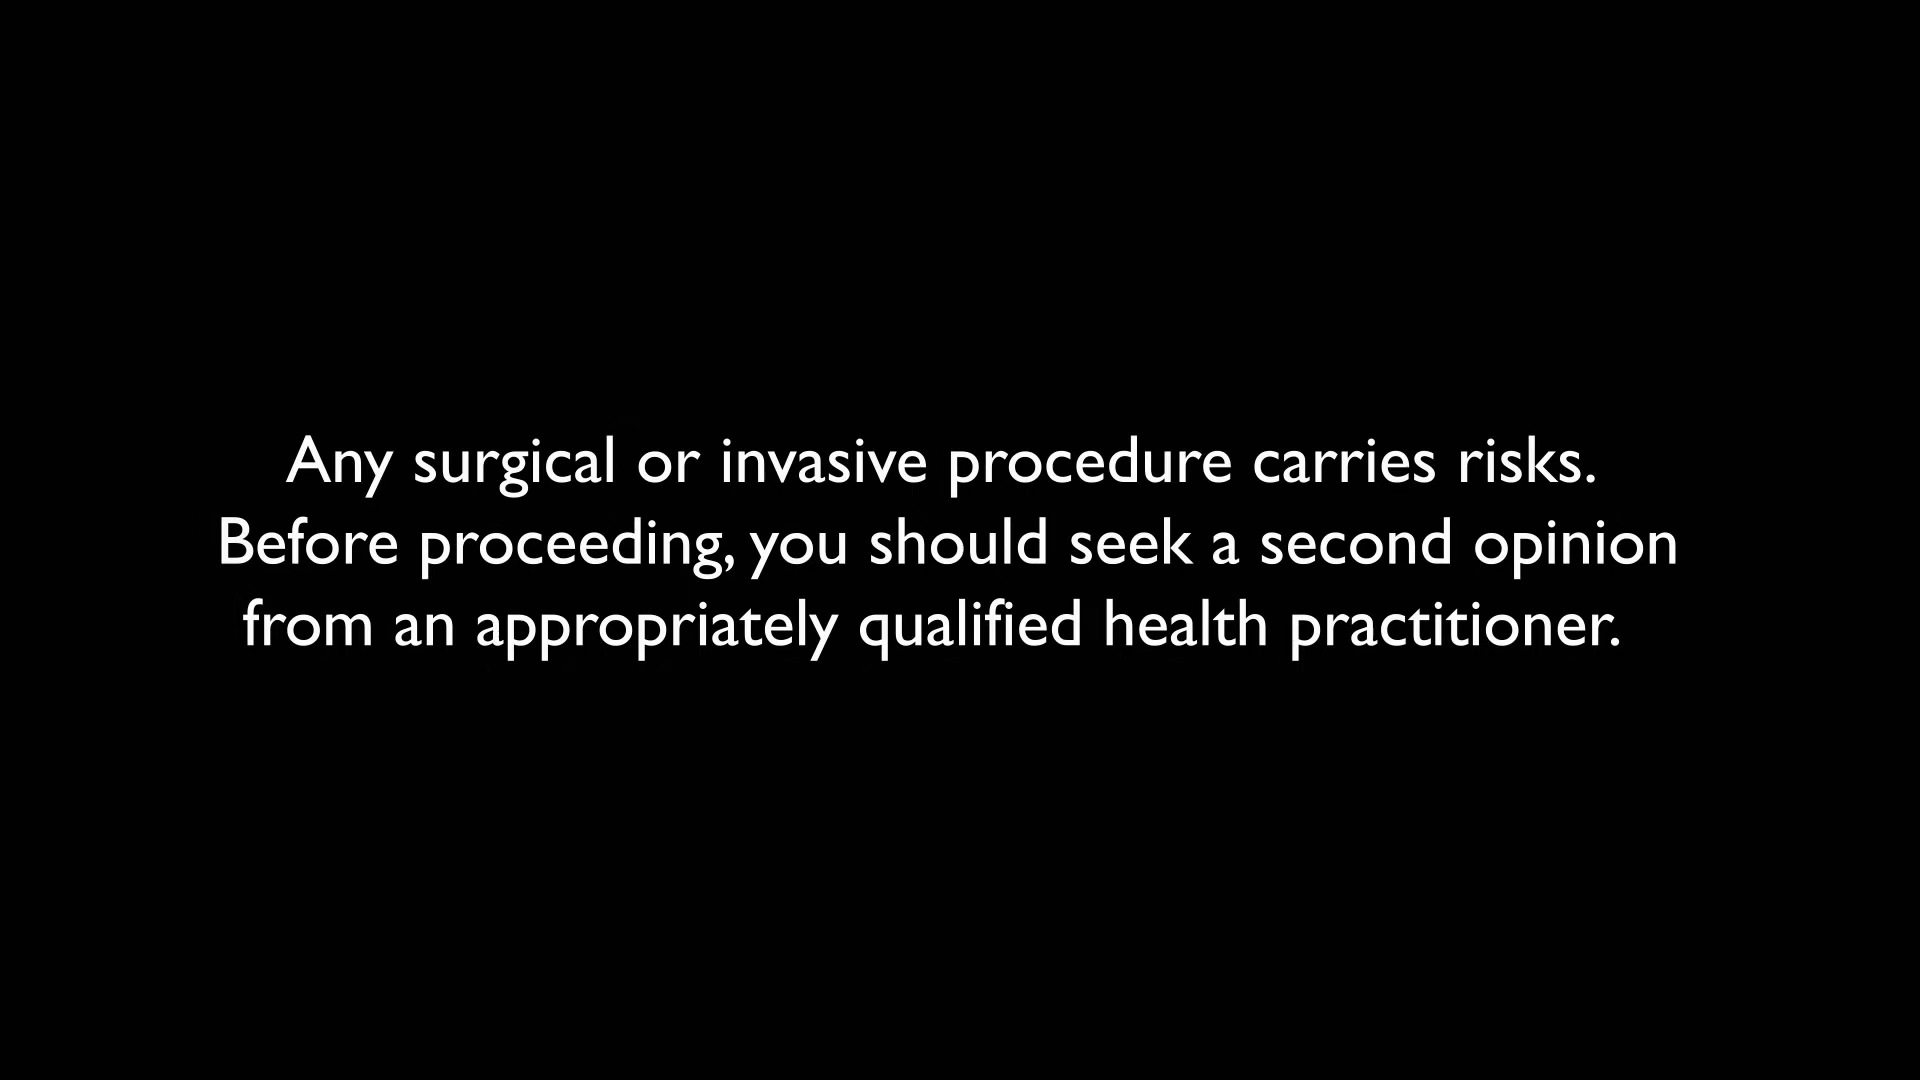 Any surgical or invasive procedure carries risks.
Before proceeding, you should seek a second opinion
from an appropriately qualified health practitioner.